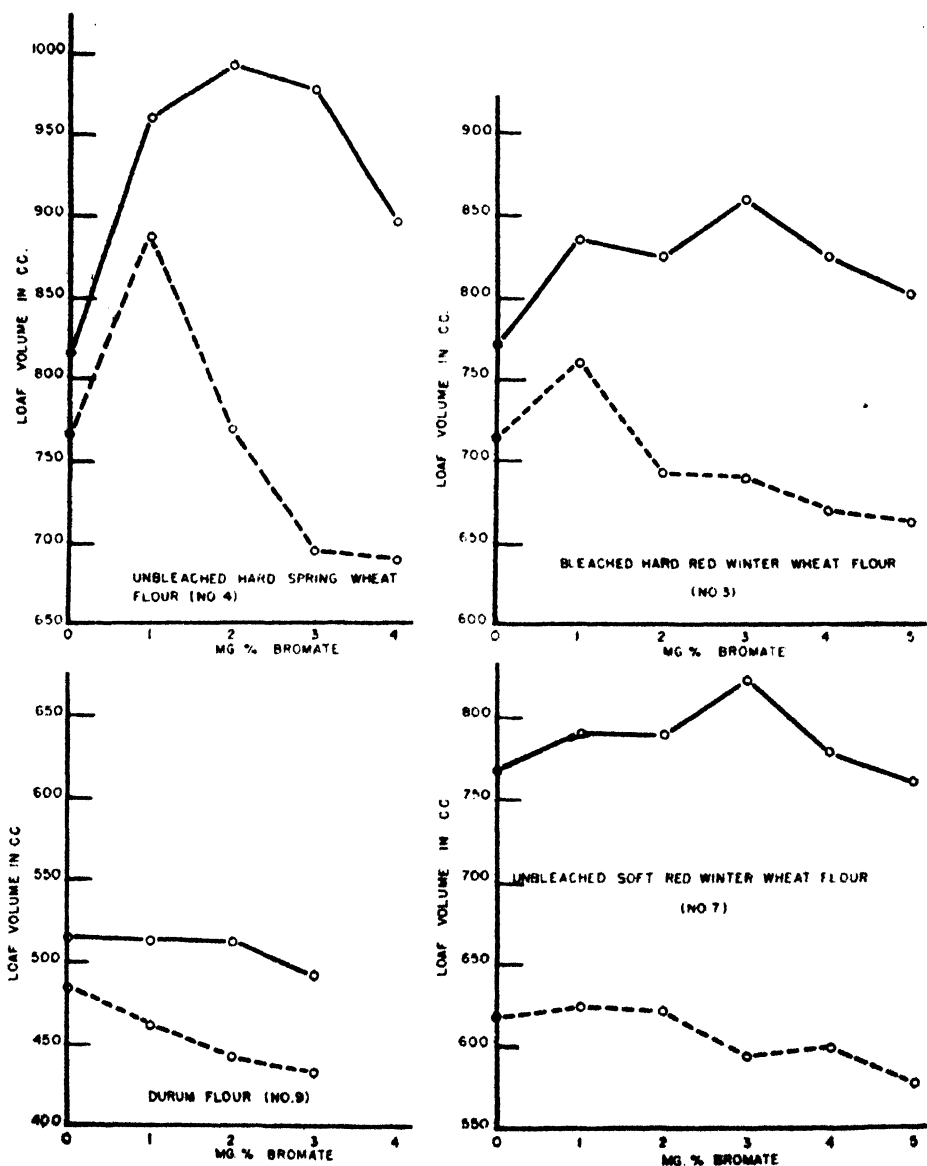 LOAF VOLUME IN CC.
1000
950
900
850
800
750
700
650
0 1 2 3 4
MG. % BROMATE
UNBLEACHED HARD SPRING WHEAT
FLOUR (NO 4)
LOAF VOLUME IN CC.
900
850
800
750
700
650
600
0 1 2 3 4 5
MG. % BROMATE
BLEACHED HARD RED WINTER WHEAT FLOUR
(NO 3)
LOAF VOLUME IN CC
650
600
550
500
450
400
0 1 2 3 4
MG. % BROMATE
DURUM FLOUR (NO. 9)
LOAF VOLUME IN CC
800
750
700
650
600
550
0 1 2 3 4 5
MG. % BROMATE
UNBLEACHED SOFT RED WINTER WHEAT FLOUR
(NO 7)